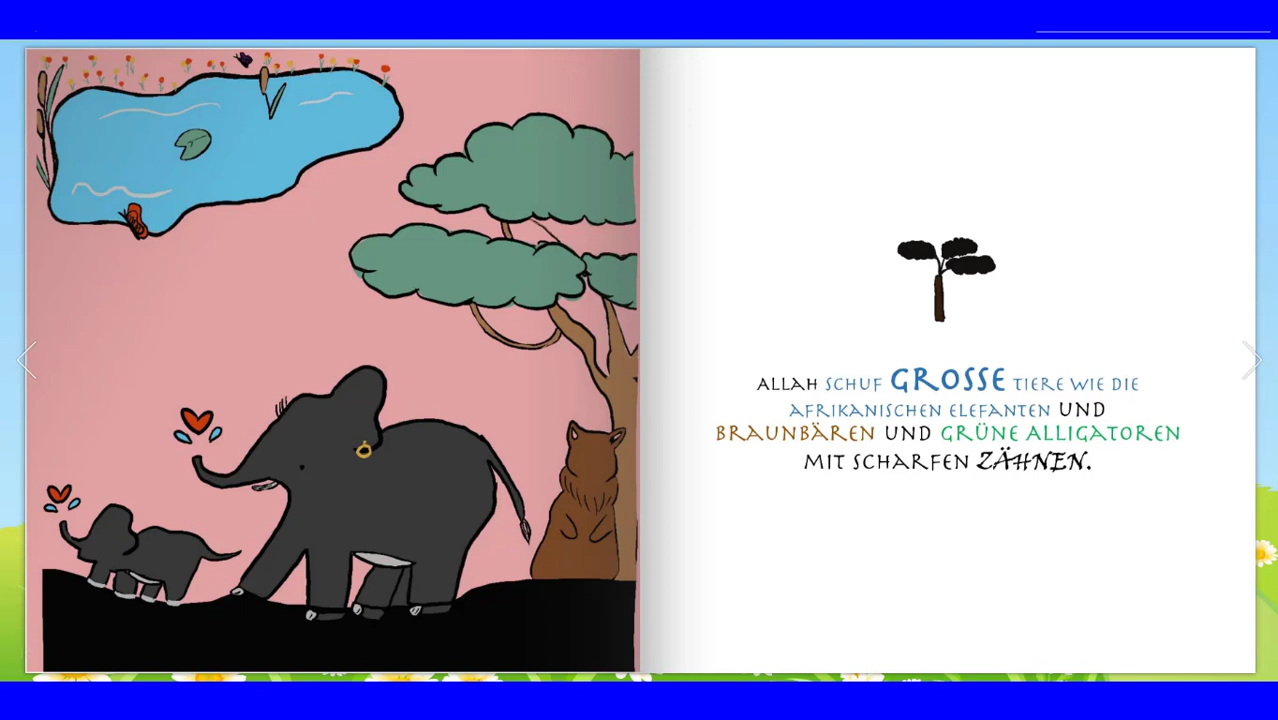 ALLAH SCHUF GROSSE TIERE WIE DIE
AFRIKANISCHEN ELEFANTEN UND
BRAUNBÄREN UND GRÜNE ALLIGATOREN
MIT SCHARFEN ZÄHNEN.